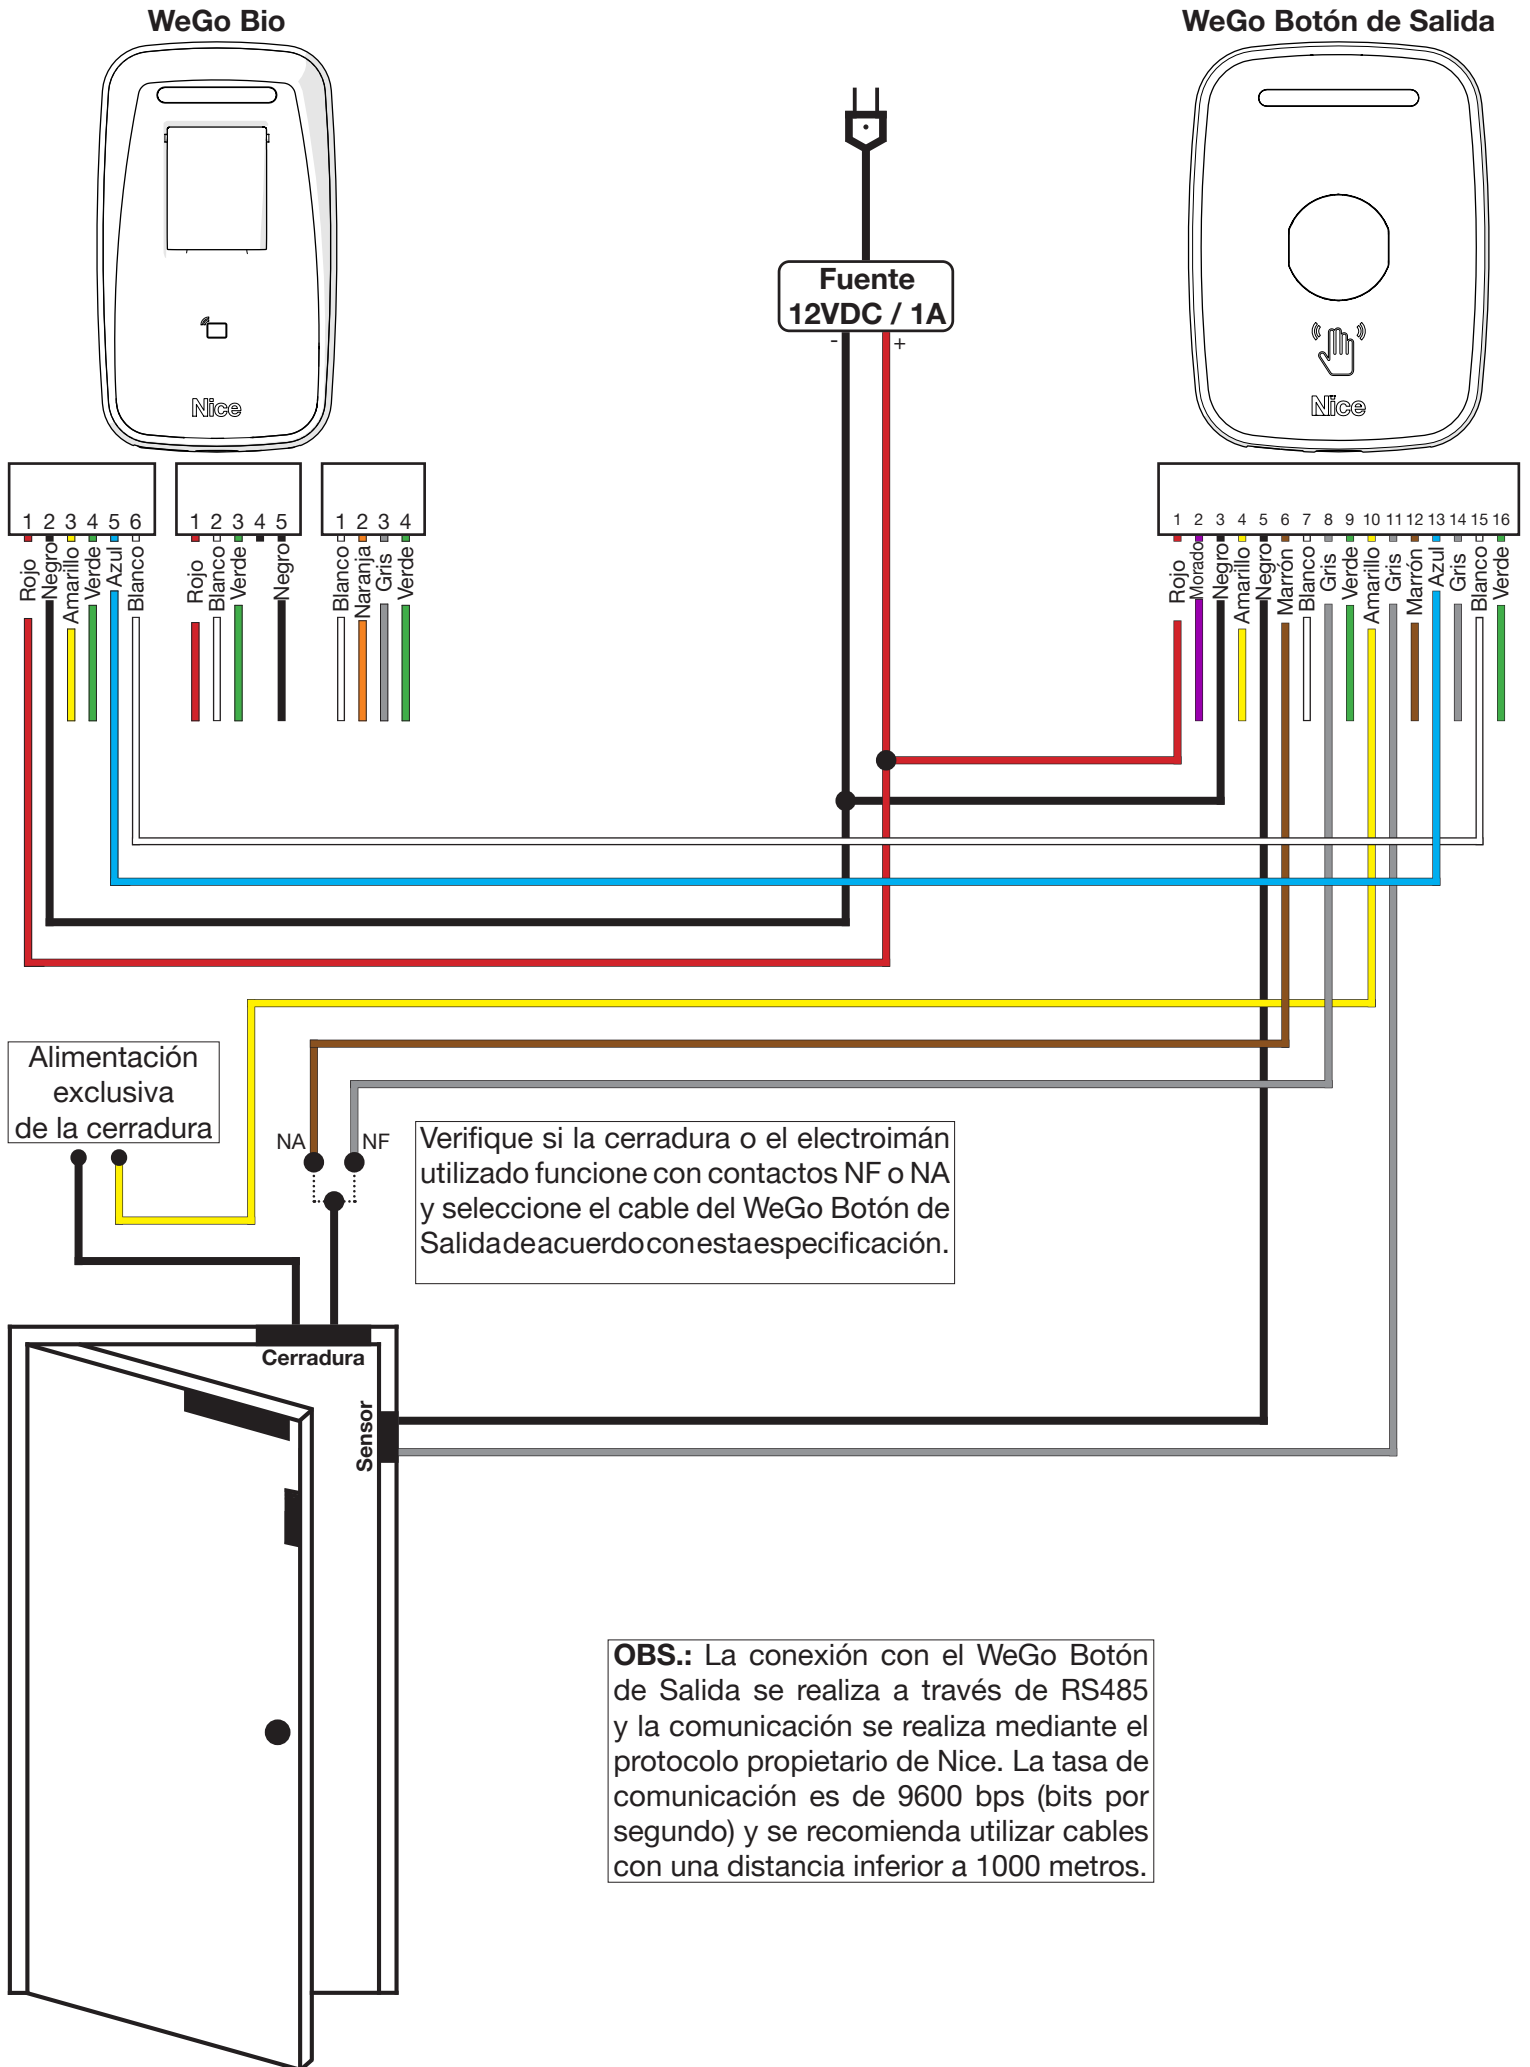 WeGo Bio
WeGo Botón de Salida
Fuente
12VDC / 1A
- +
Nice
Nice
1 2 3 4 5 6
Rojo
Negro
Amarillo
Verde
Azul
Blanco
1 2 3 4 5
Rojo
Blanco
Verde
Negro
1 2 3 4
Blanco
Naranja
Gris
Verde
1 2 3 4 5 6 7 8 9 10 11 12 13 14 15 16
Rojo
Morado
Negro
Amarillo
Negro
Marrón
Blanco
Gris
Verde
Amarillo
Gris
Marrón
Azul
Gris
Blanco
Verde
Alimentación
exclusiva
de la cerradura
NA
NF
Verifique si la cerradura o el electroimán
utilizado funcione con contactos NF o NA
y seleccione el cable del WeGo Botón de
Salidadeacuerdoconestaespecificación.
Cerradura
Sensor
OBS.: La conexión con el WeGo Botón
de Salida se realiza a través de RS485
y la comunicación se realiza mediante el
protocolo propietario de Nice. La tasa de
comunicación es de 9600 bps (bits por
segundo) y se recomienda utilizar cables
con una distancia inferior a 1000 metros.